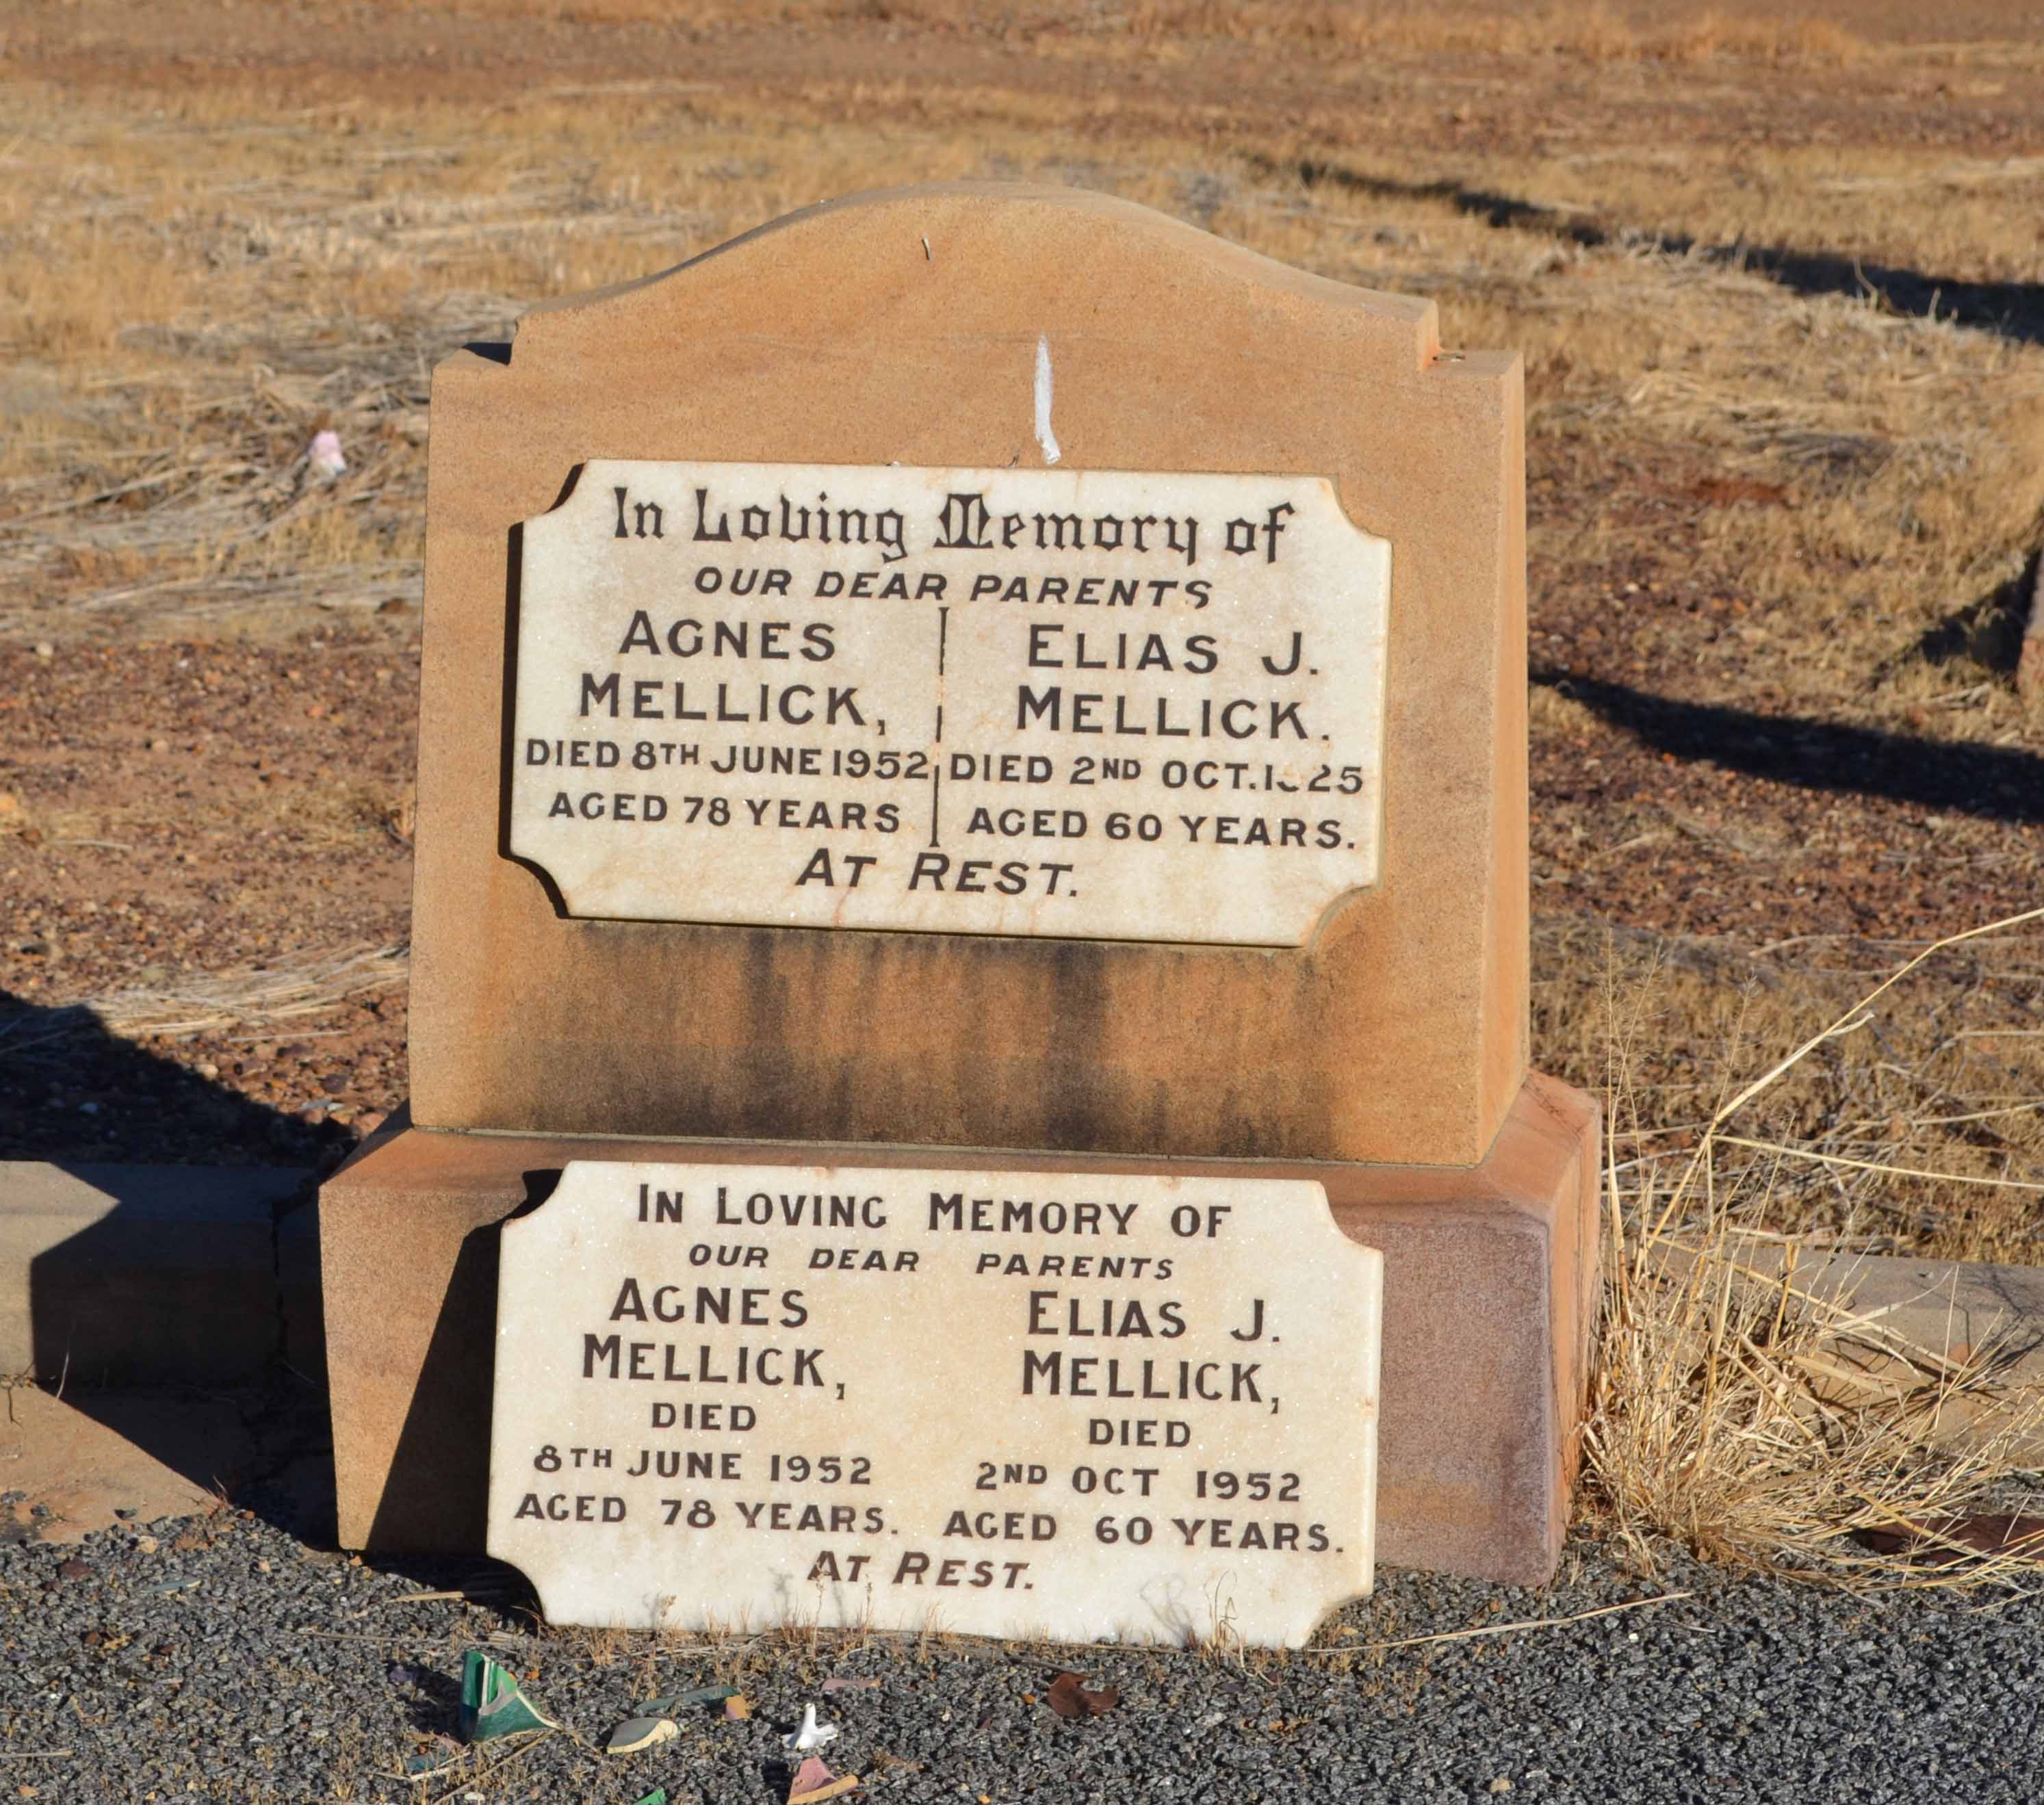 In Loving Memory of
OUR DEAR PARENTS
AGNES ELIAS J.
MELLICK, MELLICK.
DIED 8TH JUNE 1952 DIED 2ND OCT.
AGED 78 YEARS AGED 60 YEARS.
AT REST.
IN LOVING MEMORY OF
OUR DEAR PARENTS
AGNES ELIAS J.
MELLICK, MELLICK,
DIED DIED
8TH JUNE 1952 2ND OCT 1952
AGED 78 YEARS. AGED 60 YEARS.
AT REST.